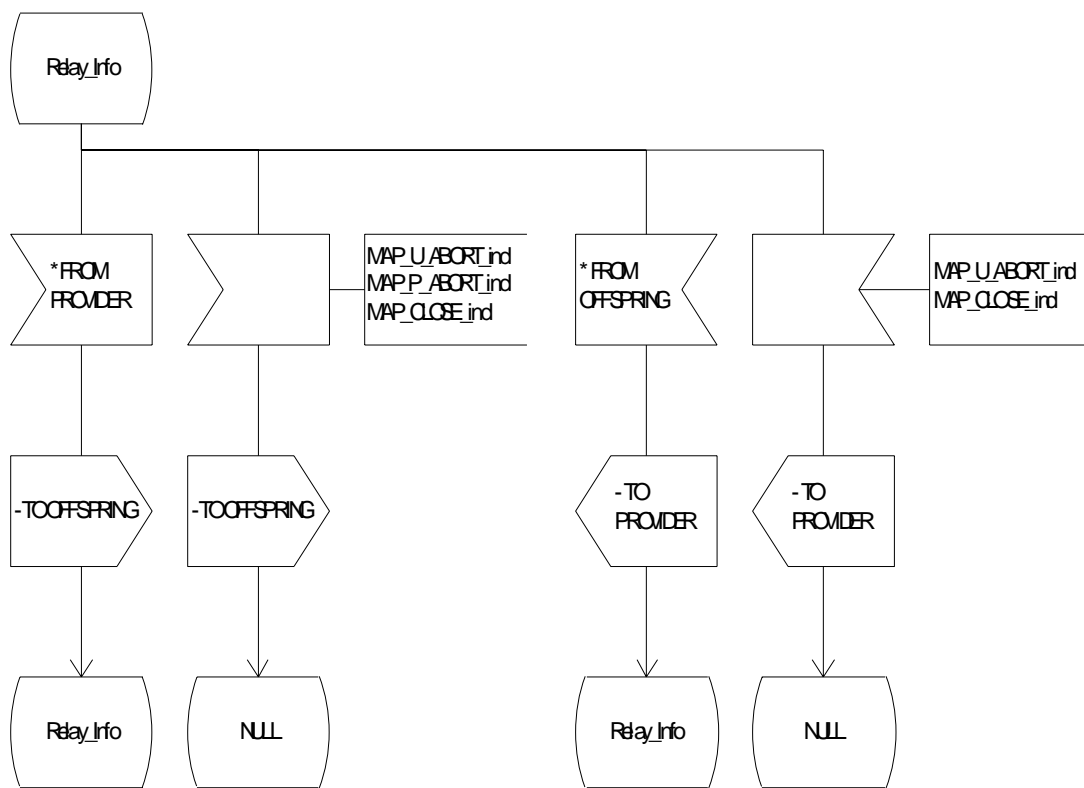 Relay_Info
* FROM
PROVIDER
MAP_U_ABORT_ind
MAP_P_ABORT_ind
MAP_CLOSE_ind
* FROM
OFFSPRING
MAP_U_ABORT_ind
MAP_CLOSE_ind
- TO OFFSPRING
- TO OFFSPRING
- TO
PROVIDER
- TO
PROVIDER
Relay_Info
NULL
Relay_Info
NULL